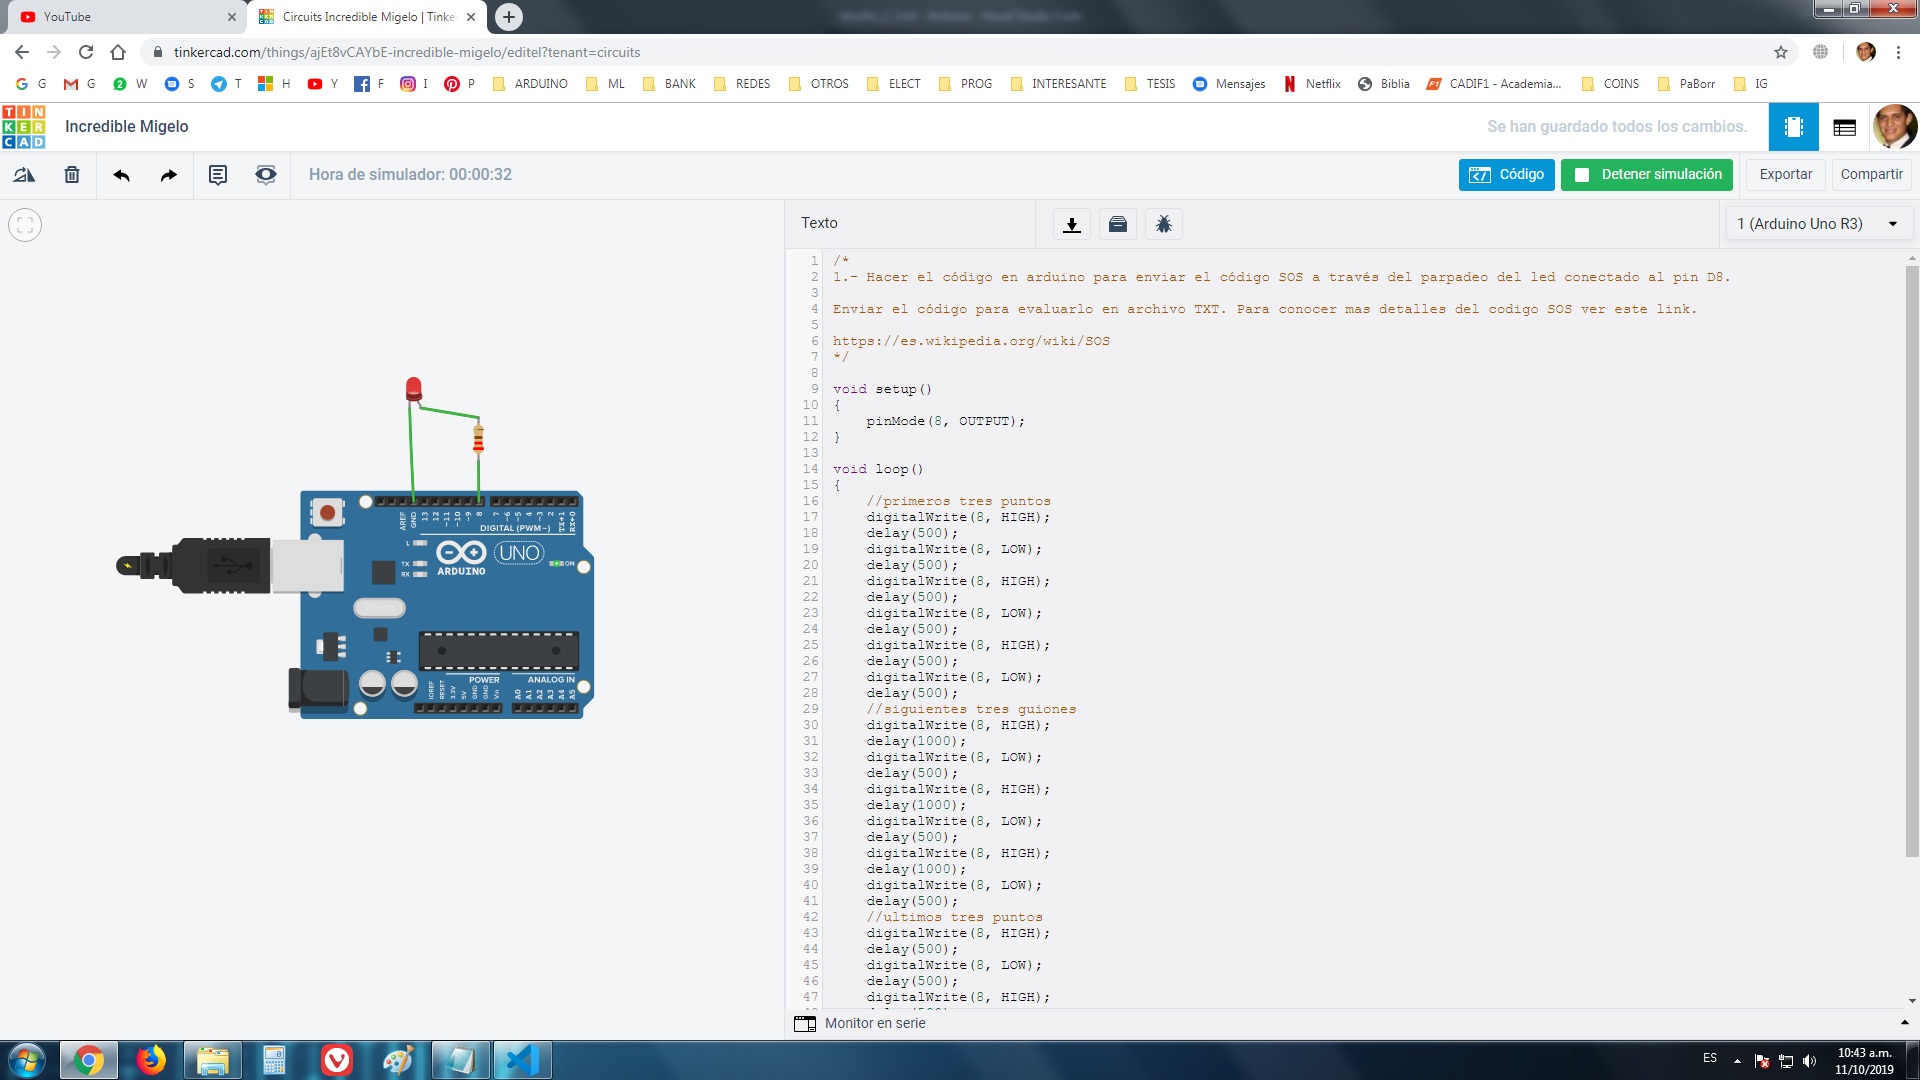 YouTube
Circuits Incredible Migelo | Tinke
tinkercad.com/things/ajEt8vCAYbE-incredible-migelo/editel?tenant=circuits
G G M G 2 W S T H Y F I P ARDUINO ML BANK REDES OTROS ELECT PROG INTERESANTE TESIS Mensajes Netflix Biblia CADIF1 - Academia... COINS PaBorr IG
TIN
KER
CAD
Incredible Migelo
Se han guardado todos los cambios.
Hora de simulador: 00:00:32
Código
Detener simulación
Exportar
Compartir
Texto
1 (Arduino Uno R3)
1 /*
2 1.- Hacer el código en arduino para enviar el código SOS a través del parpadeo del led conectado al pin D8.
3
4 Enviar el código para evaluarlo en archivo TXT. Para conocer mas detalles del codigo SOS ver este link.
5
6 https://es.wikipedia.org/wiki/SOS
7 */
8
9 void setup()
10 {
11 pinMode(8, OUTPUT);
12 }
13
14 void loop()
15 {
16 //primeros tres puntos
17 digitalWrite(8, HIGH);
18 delay(500);
19 digitalWrite(8, LOW);
20 delay(500);
21 digitalWrite(8, HIGH);
22 delay(500);
23 digitalWrite(8, LOW);
24 delay(500);
25 digitalWrite(8, HIGH);
26 delay(500);
27 digitalWrite(8, LOW);
28 delay(500);
29 //siguientes tres guiones
30 digitalWrite(8, HIGH);
31 delay(1000);
32 digitalWrite(8, LOW);
33 delay(500);
34 digitalWrite(8, HIGH);
35 delay(1000);
36 digitalWrite(8, LOW);
37 delay(500);
38 digitalWrite(8, HIGH);
39 delay(1000);
40 digitalWrite(8, LOW);
41 delay(500);
42 //ultimos tres puntos
43 digitalWrite(8, HIGH);
44 delay(500);
45 digitalWrite(8, LOW);
46 delay(500);
47 digitalWrite(8, HIGH);
AREF GND 13 12 ~11 ~10 ~9 8 7 ~6 ~5 4 ~3 2 TX→1 RX←0
DIGITAL (PWM~)
L
TX
RX
UNO
ARDUINO
ON
POWER
ANALOG IN
IOREF RESET 3.3V 5V GND GND Vin A0 A1 A2 A3 A4 A5
Monitor en serie
ES
10:43 a.m.
11/10/2019